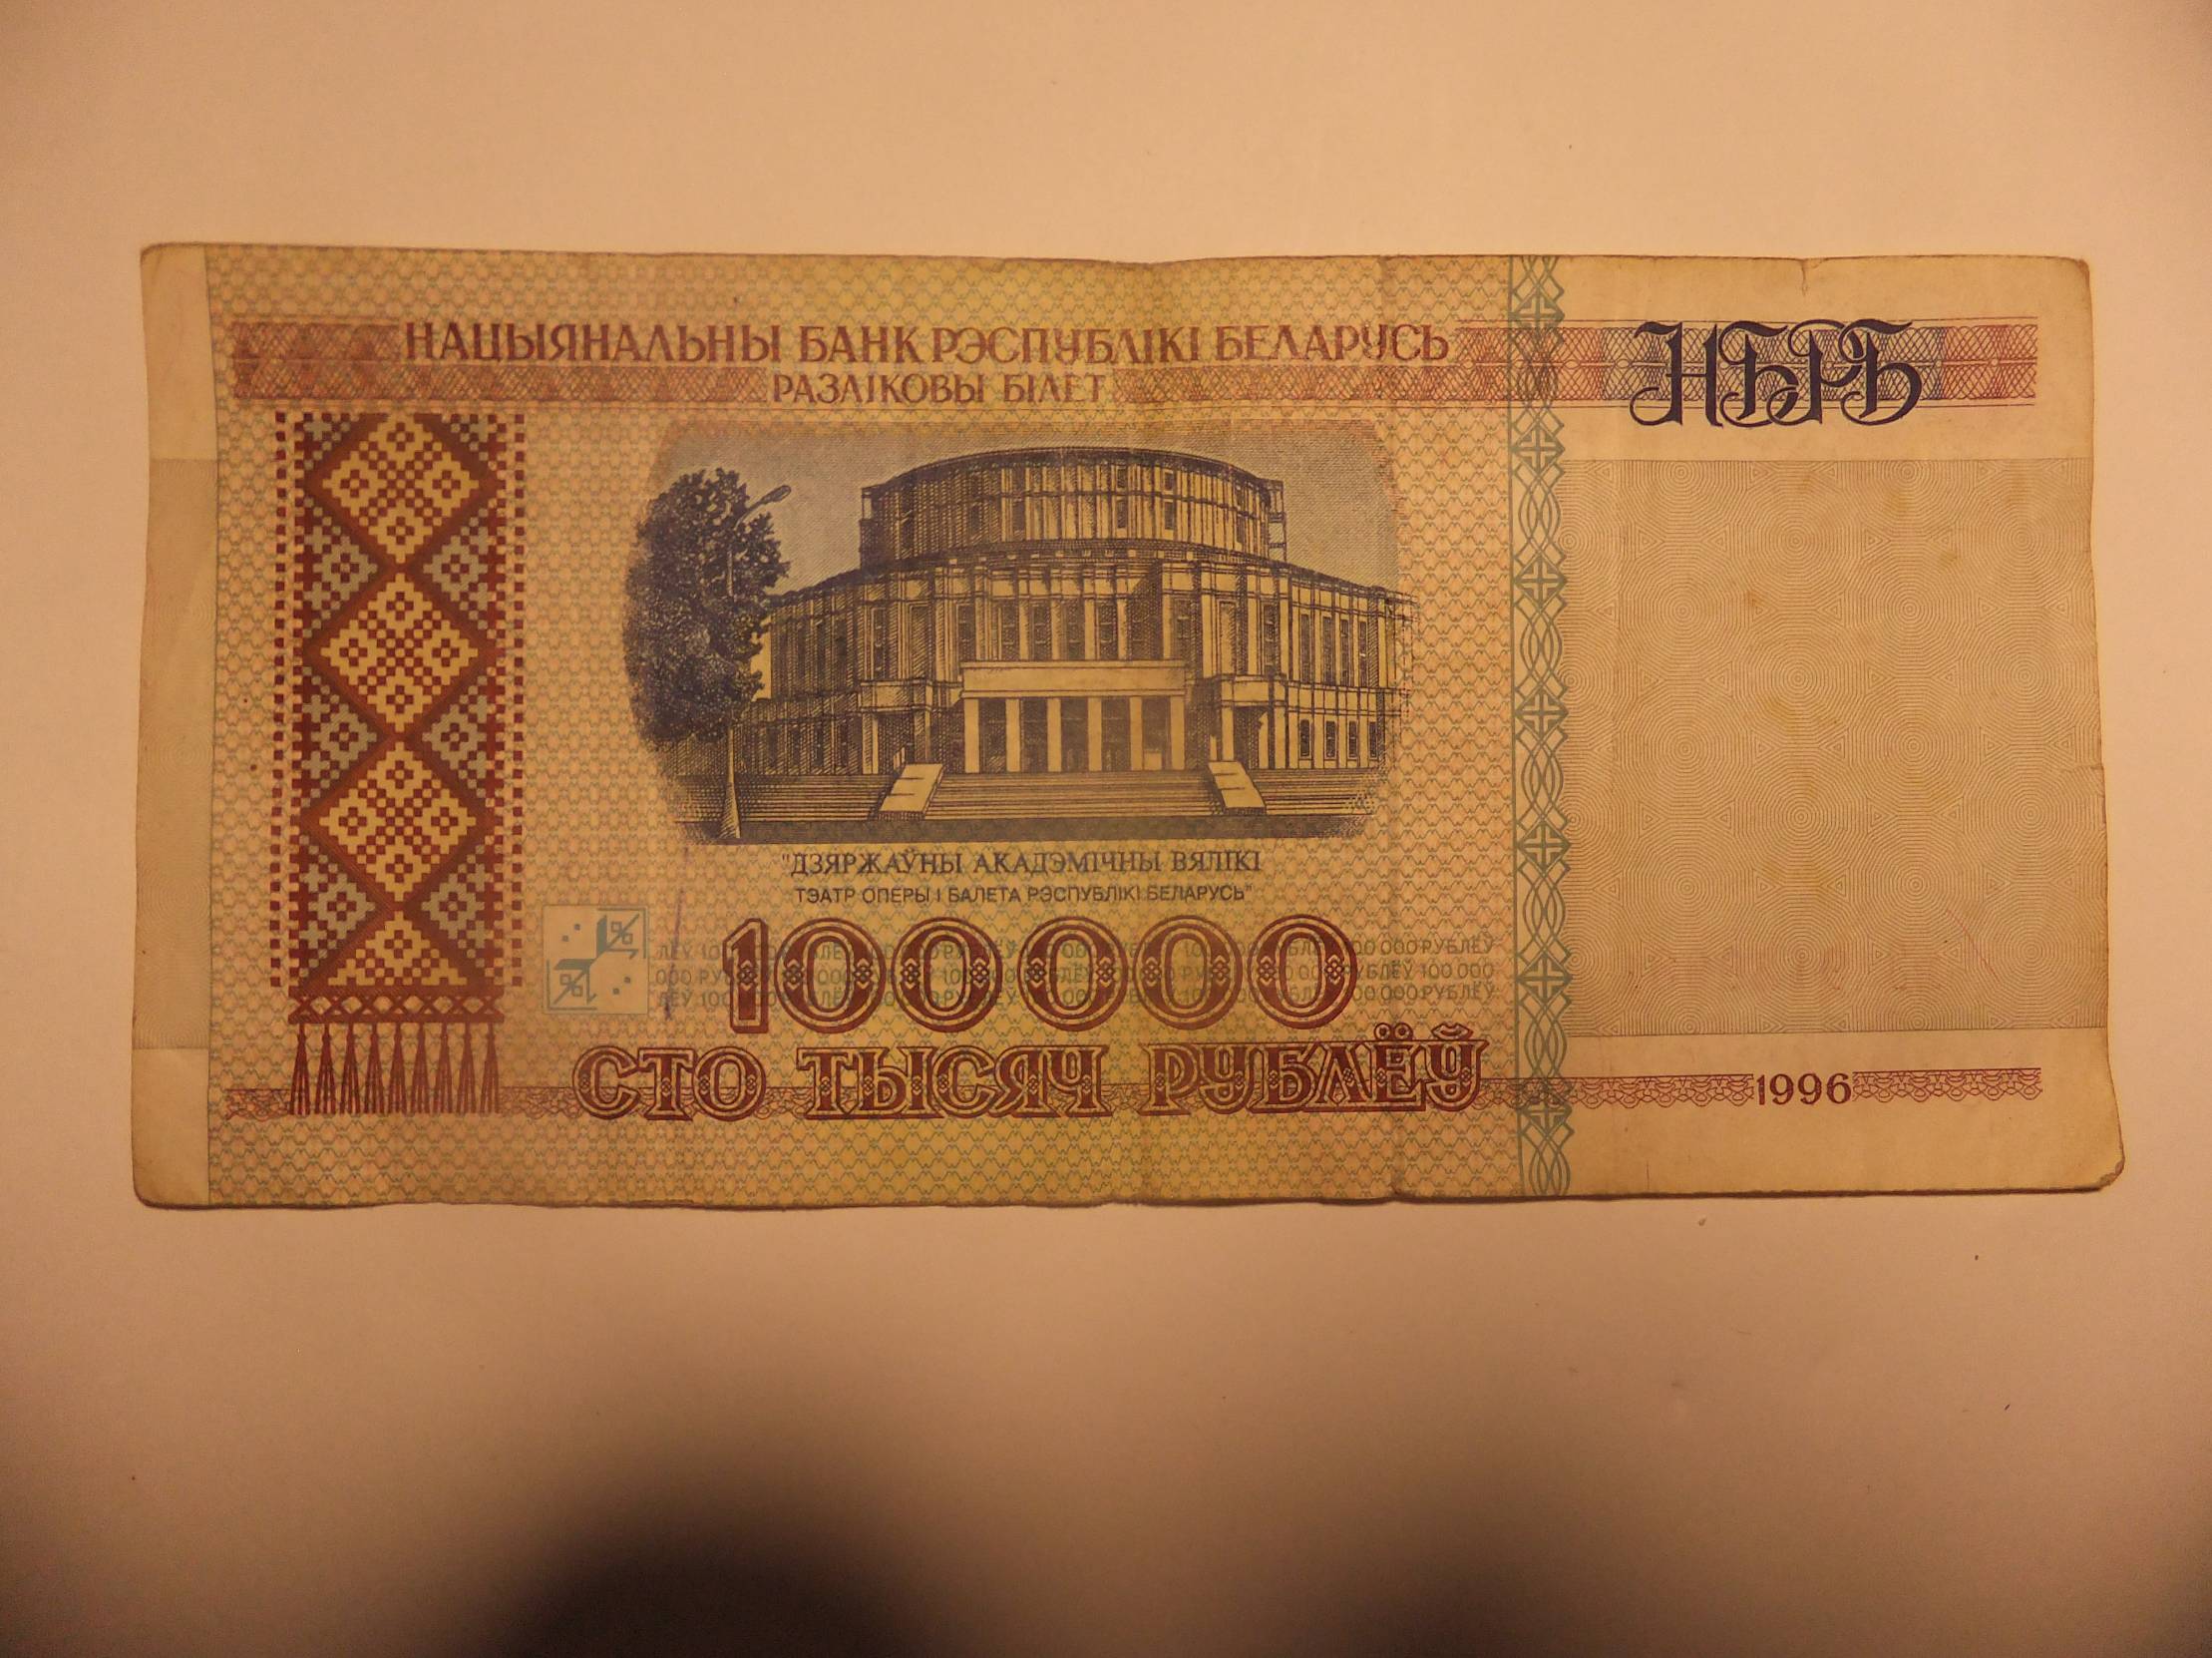 НАЦЫЯНАЛЬНЫ БАНК РЭСПУБЛІКІ БЕЛАРУСЬ
РАЗЛІКОВЫ БІЛЕТ
НБРБ
"ДЗЯРЖАЎНЫ АКАДЭМІЧНЫ ВЯЛІКІ
ТЭАТР ОПЕРЫ І БАЛЕТА РЭСПУБЛІКІ БЕЛАРУСЬ"
100000
СТО ТЫСЯЧ РУБЛЁЎ
1996